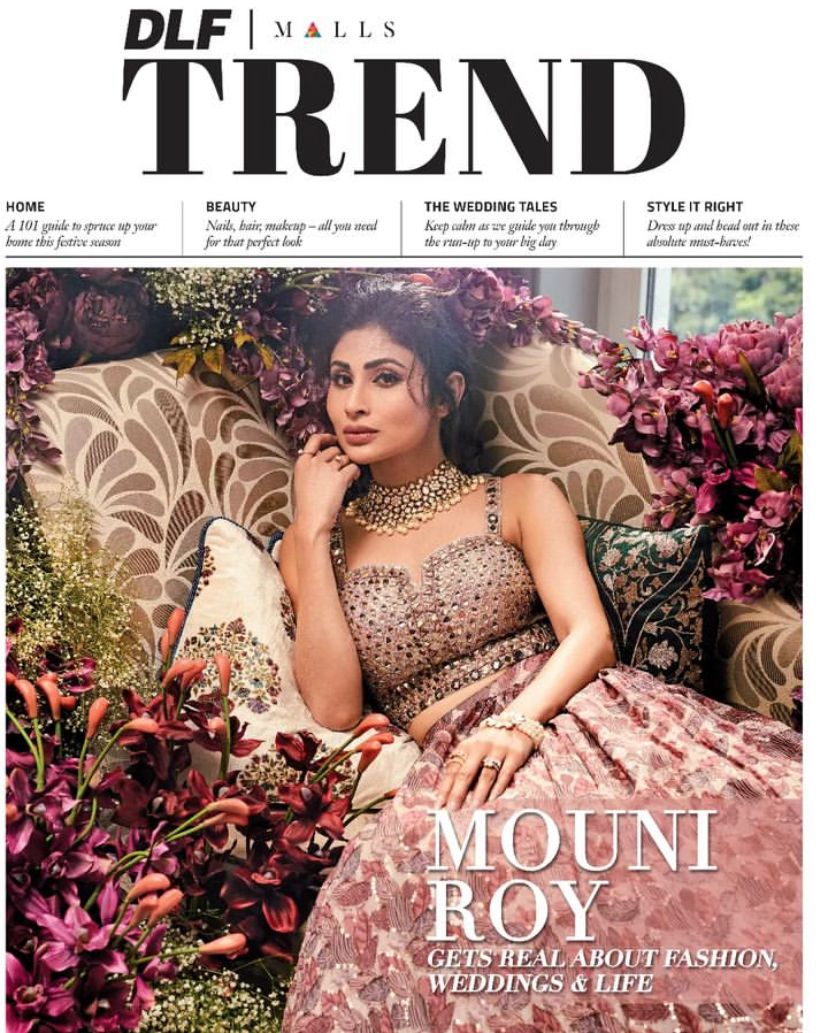 DLF | MALLS
TREND
HOME
A 101 guide to spruce up your
home this festive season
BEAUTY
Nails, hair, makeup – all you need
for that perfect look
THE WEDDING TALES
Keep calm as we guide you through
the run-up to your big day
STYLE IT RIGHT
Dress up and head out in these
absolute must-haves!
MOUNI
ROY
GETS REAL ABOUT FASHION,
WEDDINGS & LIFE